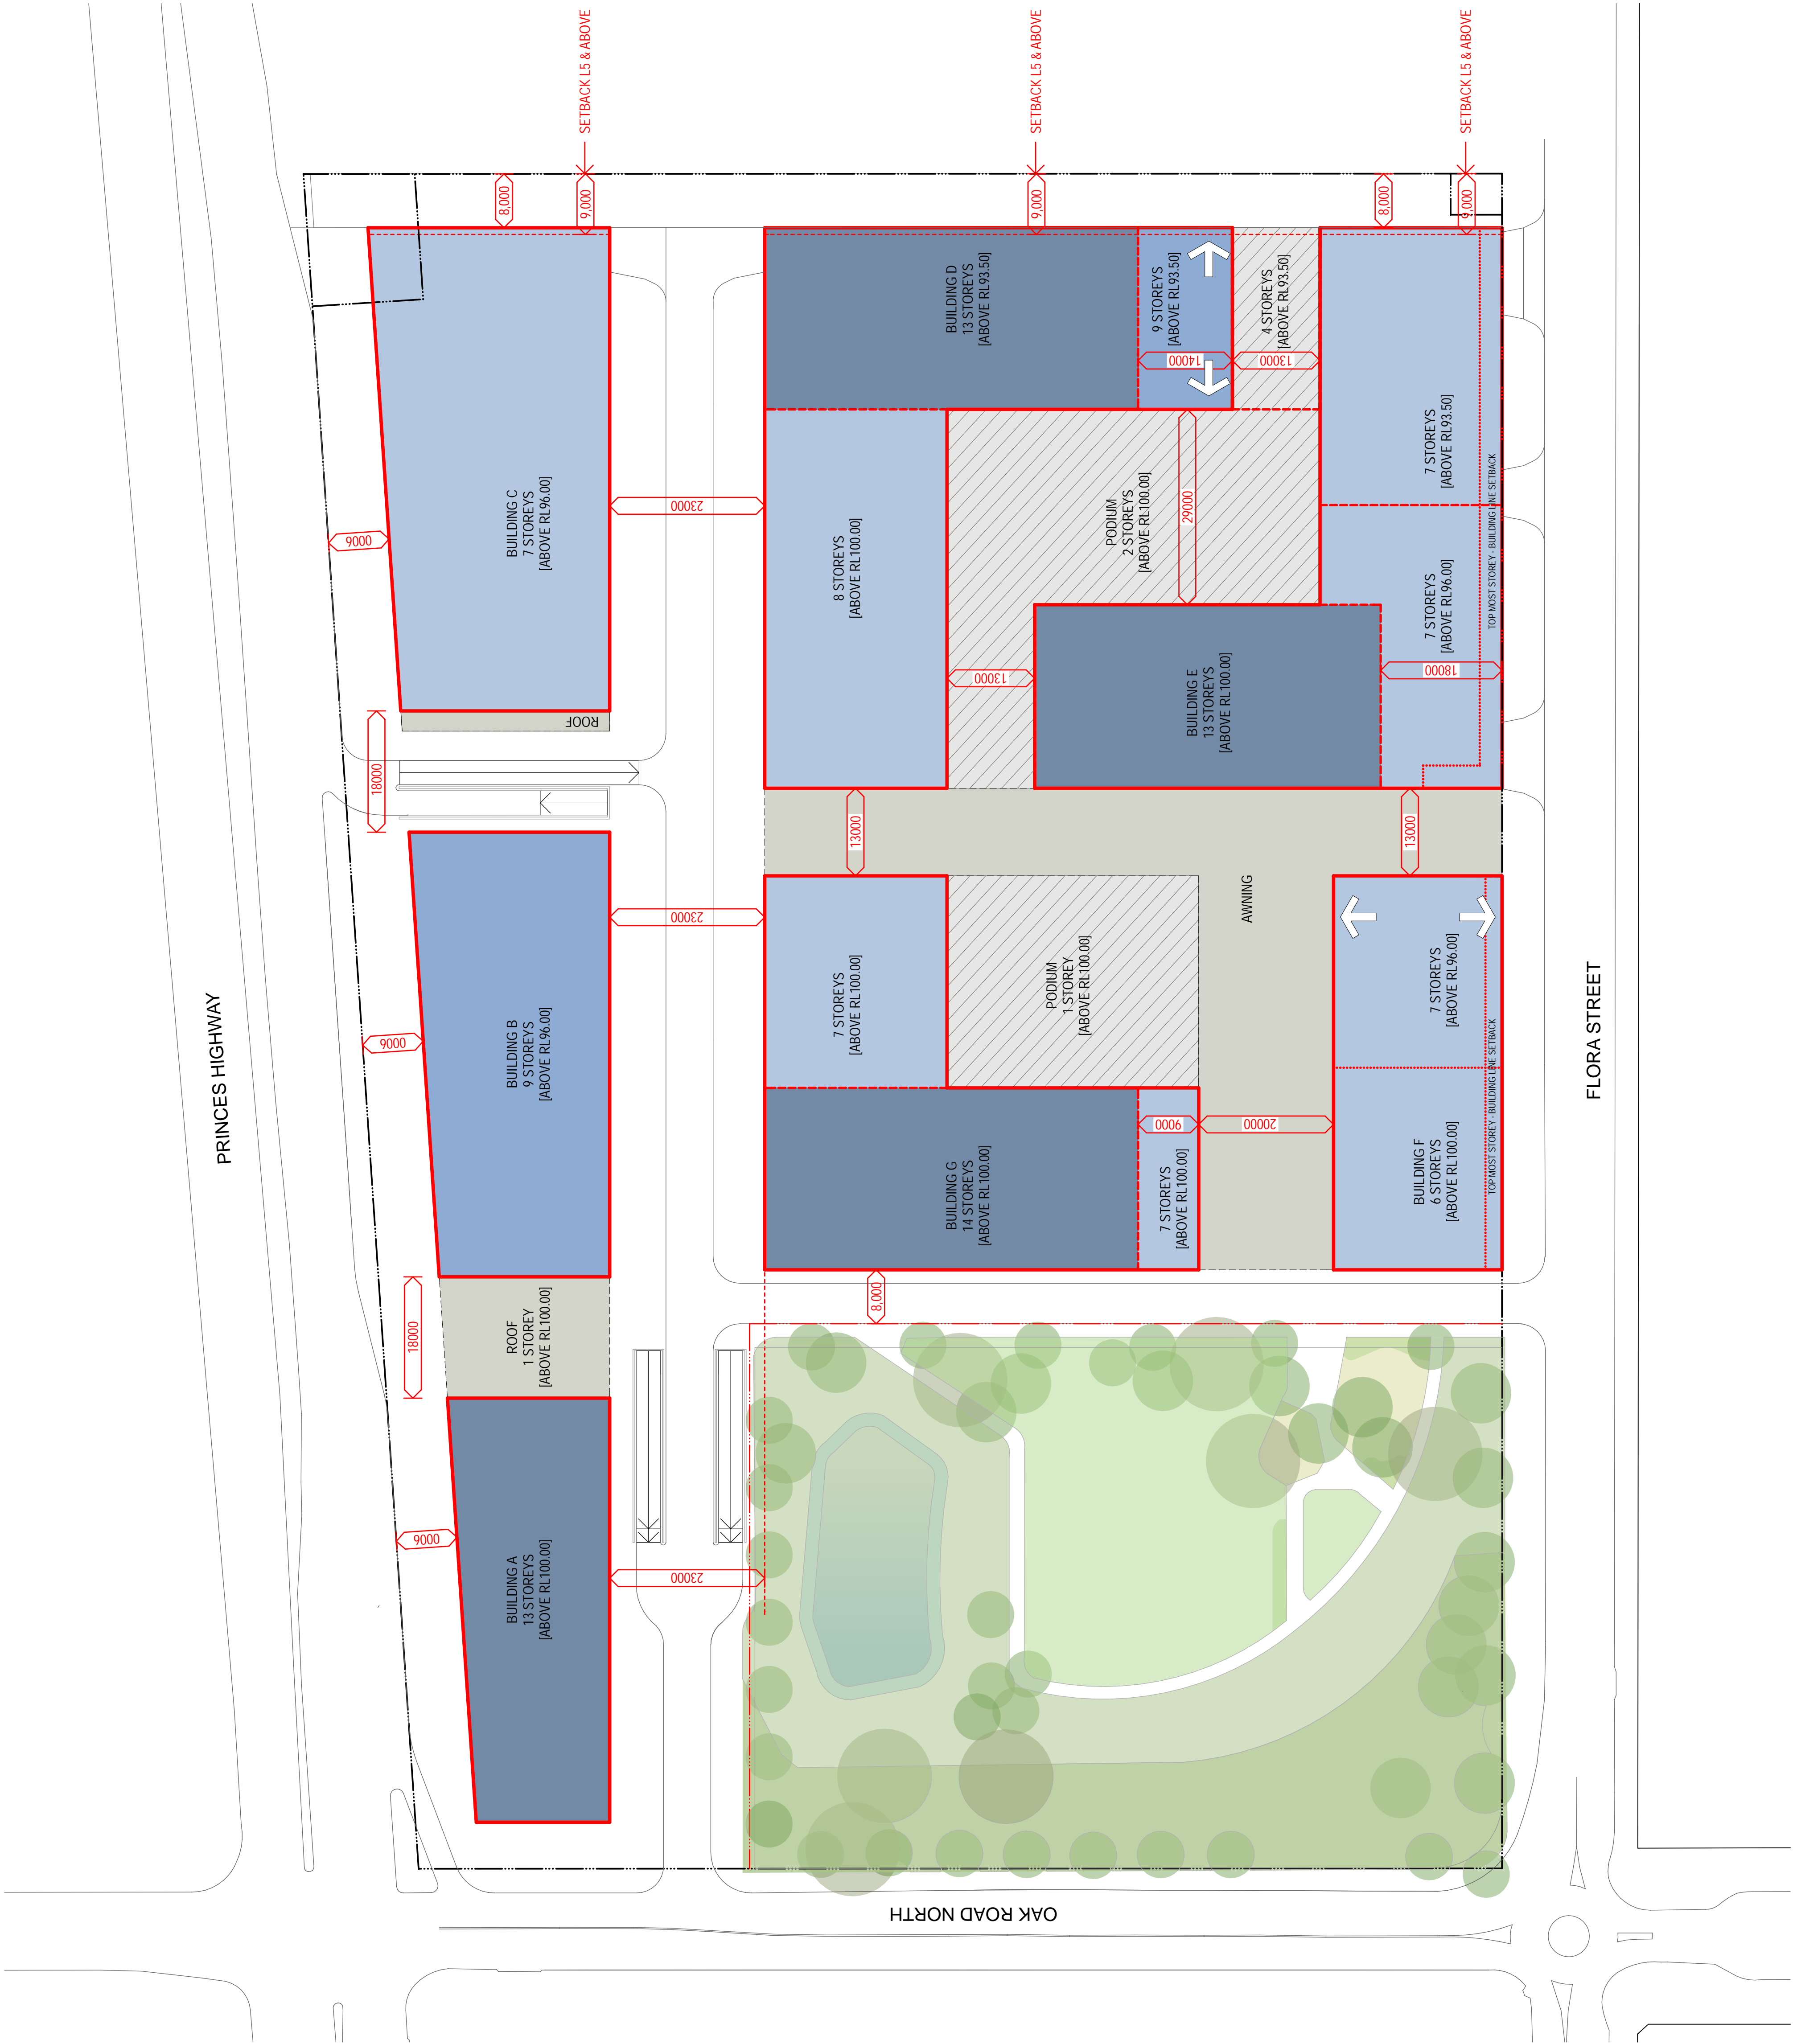 SETBACK L5 & ABOVE
SETBACK L5 & ABOVE
SETBACK L5 & ABOVE
8,000
9,000
9,000
8,000
9,000
BUILDING C
7 STOREYS
[ABOVE RL96.00]
9000
23000
BUILDING D
13 STOREYS
[ABOVE RL93.50]
9 STOREYS
[ABOVE RL93.50]
14000
4 STOREYS
[ABOVE RL93.50]
13000
7 STOREYS
[ABOVE RL93.50]
8 STOREYS
[ABOVE RL100.00]
PODIUM
2 STOREYS
[ABOVE RL100.00]
29000
7 STOREYS
[ABOVE RL96.00]
TOP MOST STOREY - BUILDING LINE SETBACK
18000
BUILDING E
13 STOREYS
[ABOVE RL100.00]
13000
ROOF
18000
13000
13000
AWNING
PRINCES HIGHWAY
BUILDING B
9 STOREYS
[ABOVE RL96.00]
9000
23000
7 STOREYS
[ABOVE RL100.00]
PODIUM
1 STOREY
[ABOVE RL100.00]
7 STOREYS
[ABOVE RL96.00]
FLORA STREET
BUILDING G
14 STOREYS
[ABOVE RL100.00]
9000
20000
7 STOREYS
[ABOVE RL100.00]
BUILDING F
6 STOREYS
[ABOVE RL100.00]
TOP MOST STOREY - BUILDING LINE SETBACK
18000
ROOF
1 STOREY
[ABOVE RL100.00]
8,000
9000
BUILDING A
13 STOREYS
[ABOVE RL100.00]
23000
OAK ROAD NORTH